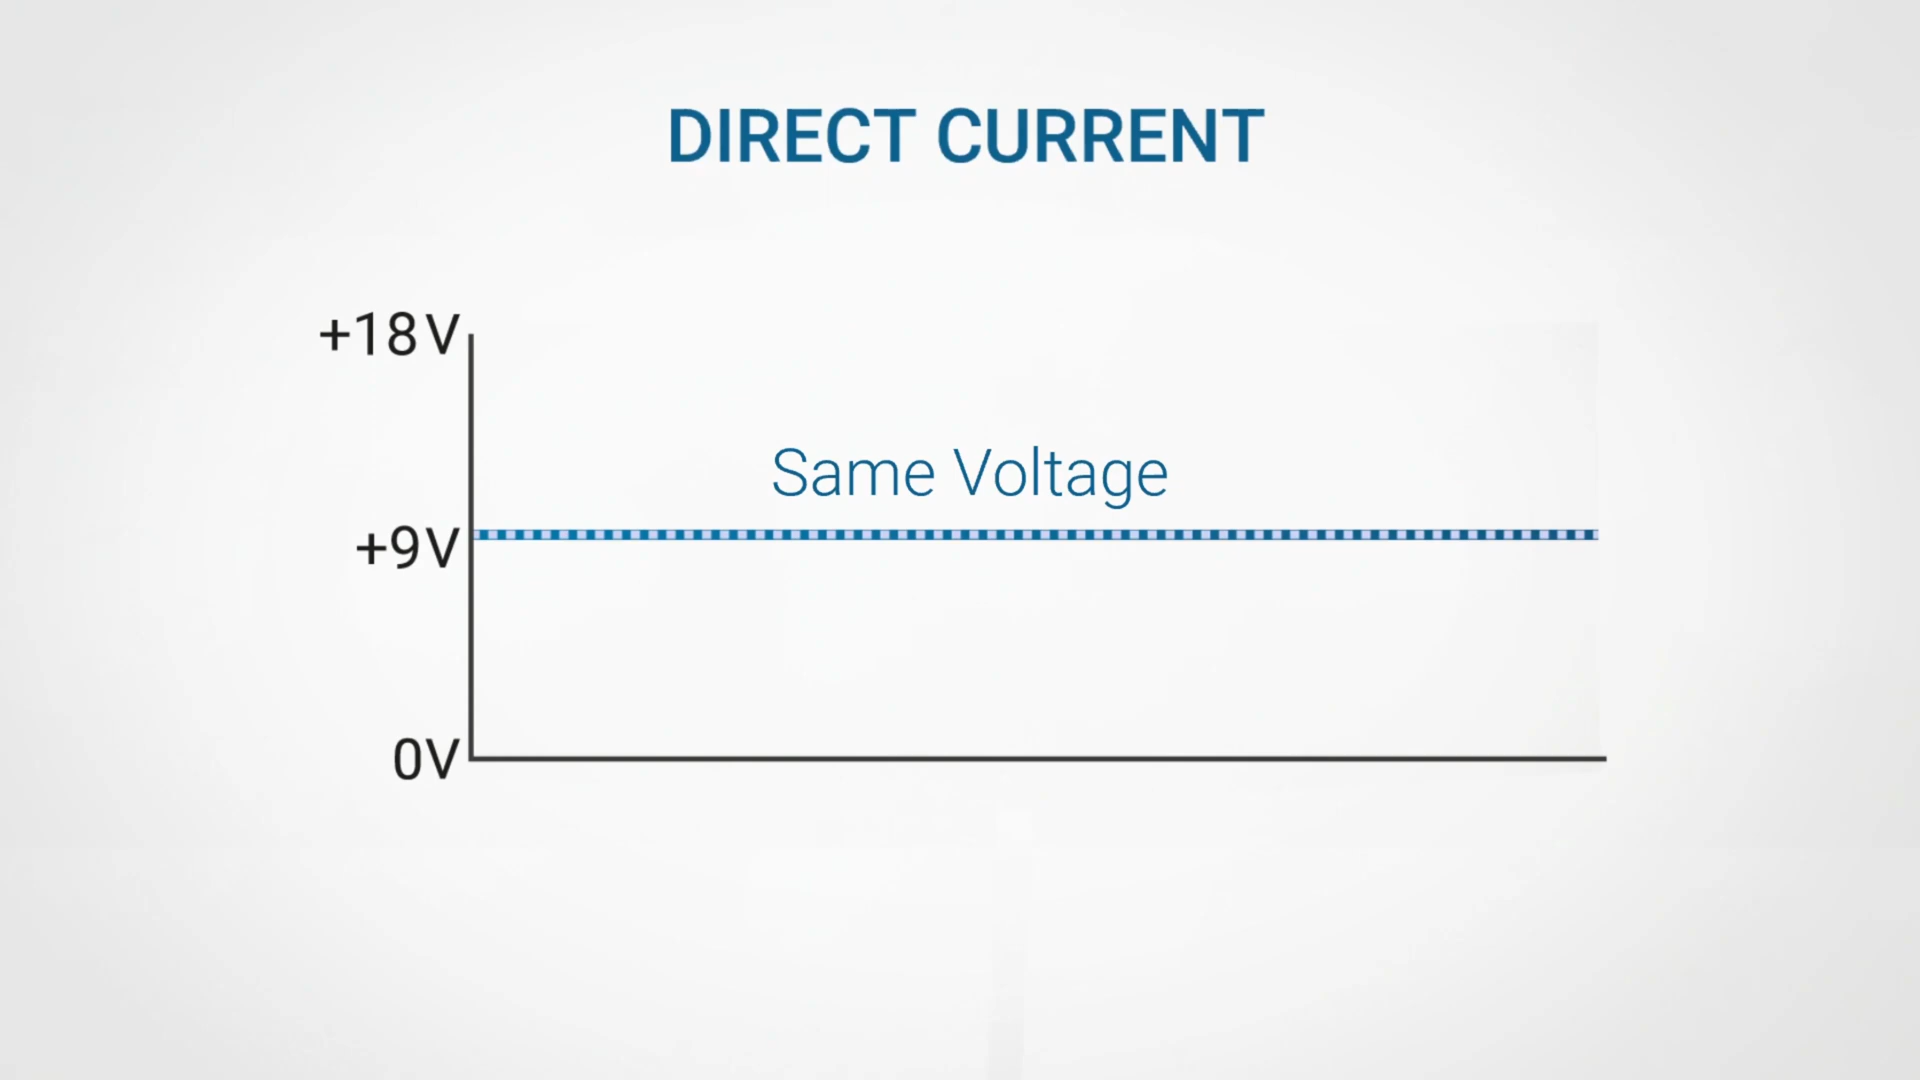 DIRECT CURRENT
+18V
Same Voltage
+9V
0V